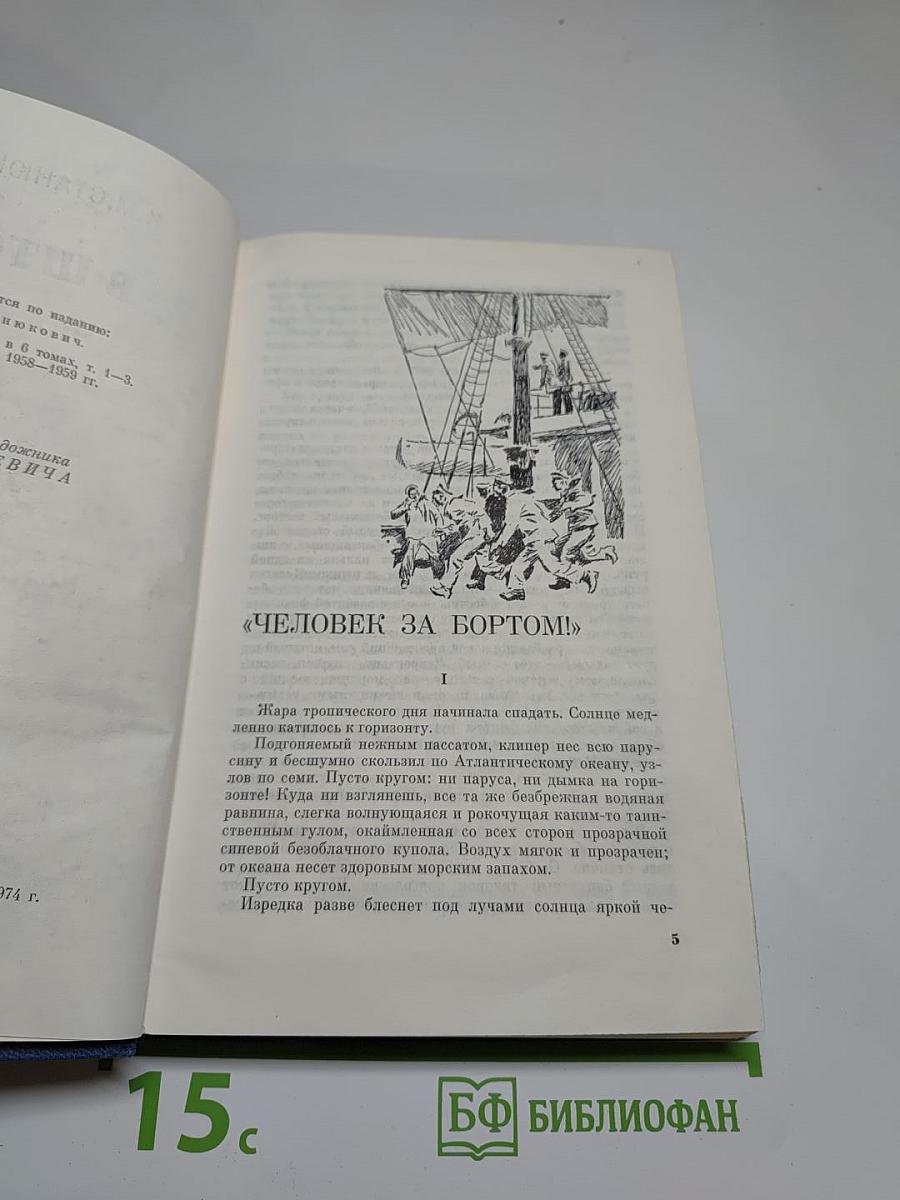 тся по изданию:
нюкович.
в 6 томах, т. 1—3.
1958—1959 гг.
дожника
ЕВИЧА
974 г.
«ЧЕЛОВЕК ЗА БОРТОМ!»
I
Жара тропического дня начинала спадать. Солнце мед-
ленно катилось к горизонту.
Подгоняемый нежным пассатом, клипер нес всю пару-
сину и бесшумно скользил по Атлантическому океану, уз-
лов по семи. Пусто кругом: ни паруса, ни дымка на гори-
зонте! Куда ни взглянешь, все та же безбрежная водяная
равнина, слегка волнующаяся и рокочущая каким-то таин-
ственным гулом, окаймленная со всех сторон прозрачной
синевой безоблачного купола. Воздух мягок и прозрачен;
от океана несет здоровым морским запахом.
Пусто кругом.
Изредка разве блеснет под лучами солнца яркой че-
5
15 с
БФ БИБЛИОФАН